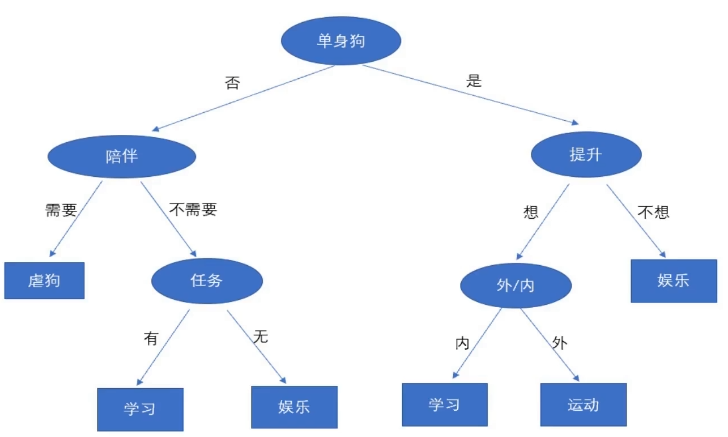 单身狗
否
是
陪伴
提升
需要
不需要
想
不想
虐狗
任务
外/内
娱乐
有
无
内
外
学习
娱乐
学习
运动